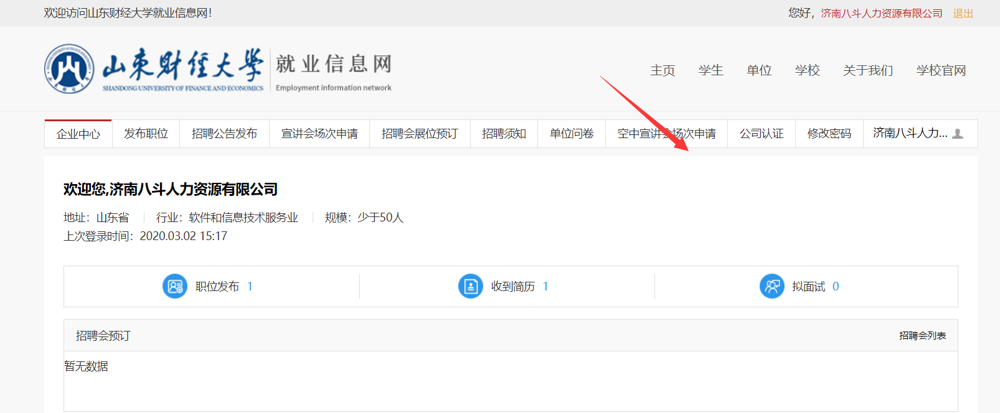 欢迎访问山东财经大学就业信息网！
您好，济南八斗人力资源有限公司 退出
山东财经大学 就业信息网
SHANDONG UNIVERSITY OF FINANCE AND ECONOMICS Employment information network
主页 学生 单位 学校 关于我们 学校官网
企业中心 发布职位 招聘公告发布 宣讲会场次申请 招聘会展位预订 招聘须知 单位问卷 空中宣讲会场次申请 公司认证 修改密码 济南八斗人力...
欢迎您,济南八斗人力资源有限公司
地址：山东省 行业：软件和信息技术服务业 规模：少于50人
上次登录时间：2020.03.02 15:17
职位发布 1 收到简历 1 拟面试 0
招聘会预订 招聘会列表
暂无数据